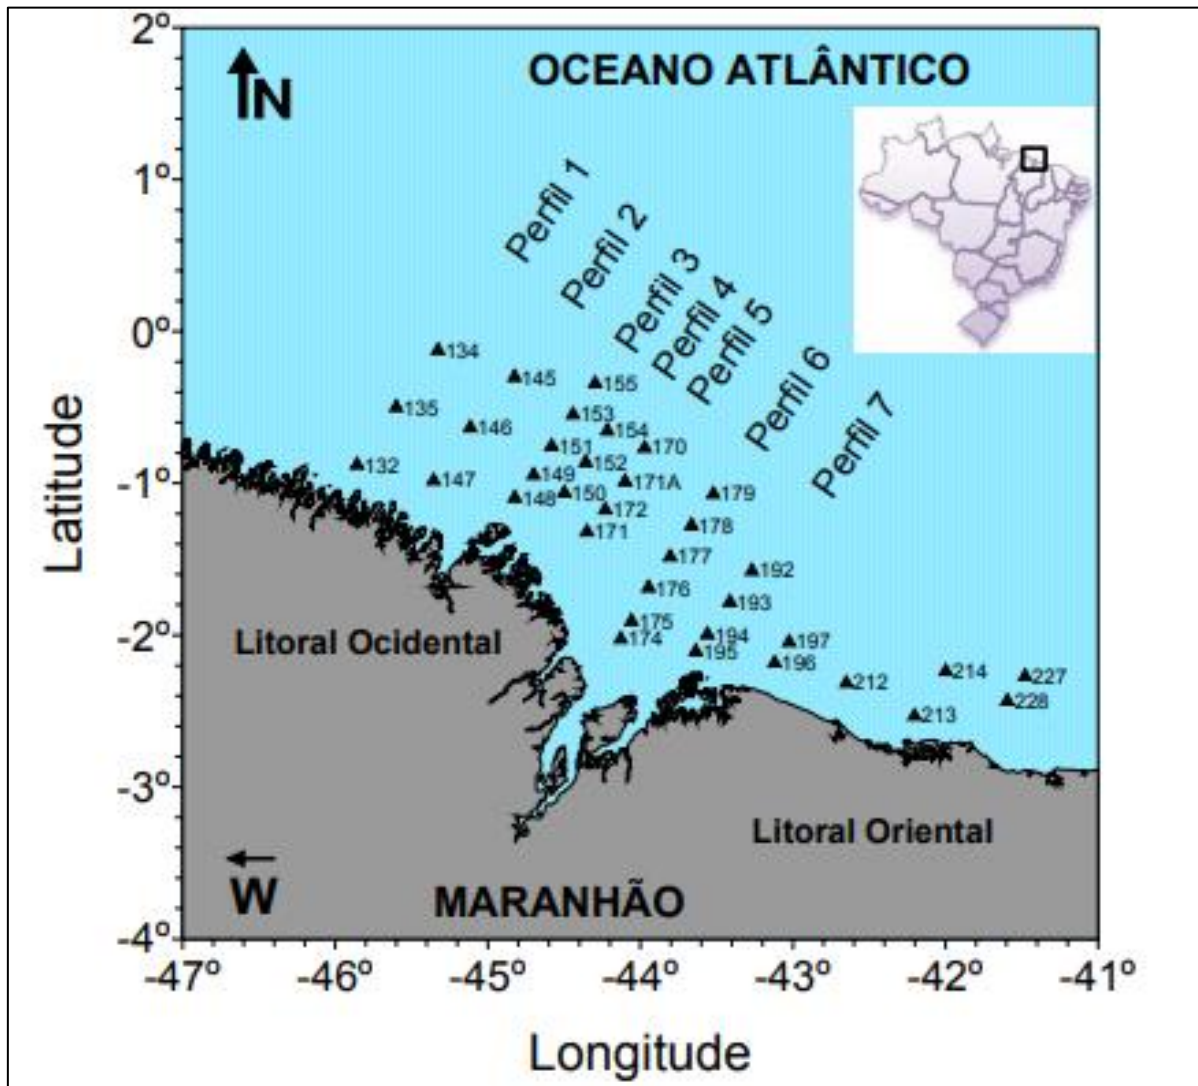 2º
OCEANO ATLÂNTICO
N
1º
Perfil 1
Perfil 2
Perfil 3
Perfil 4
Perfil 5
Perfil 6
Perfil 7
0º
134
145
155
135
153
146
154
151
170
132
152
149
171A
147
-1º
148
150
179
172
171
178
177
192
176
193
175
194
174
197
-2º
Litoral Ocidental
195
196
214
227
212
228
213
-3º
Litoral Oriental
W
MARANHÃO
-4º
-47º -46º -45º -44º -43º -42º -41º
Latitude
Longitude